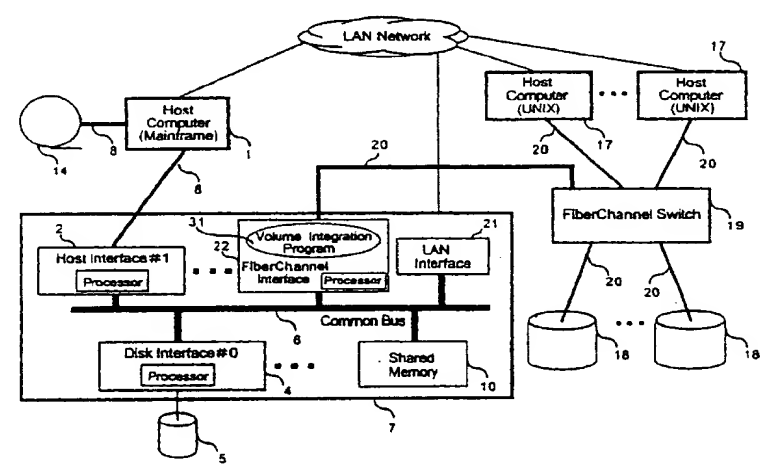 LAN Network
17
Host
Computer
(Mainframe)
14
8
1
8
Host
Computer
(UNIX)
Host
Computer
(UNIX)
17
20
20
20
FiberChannel Switch
19
31
2
22
21
Volume Integration
Program
Host Interface#1
Processor
FiberChannel
Interface
Processor
LAN
Interface
20
20
6
Common Bus
18
18
Disk Interface#0
Processor
4
Shared
Memory
10
7
5